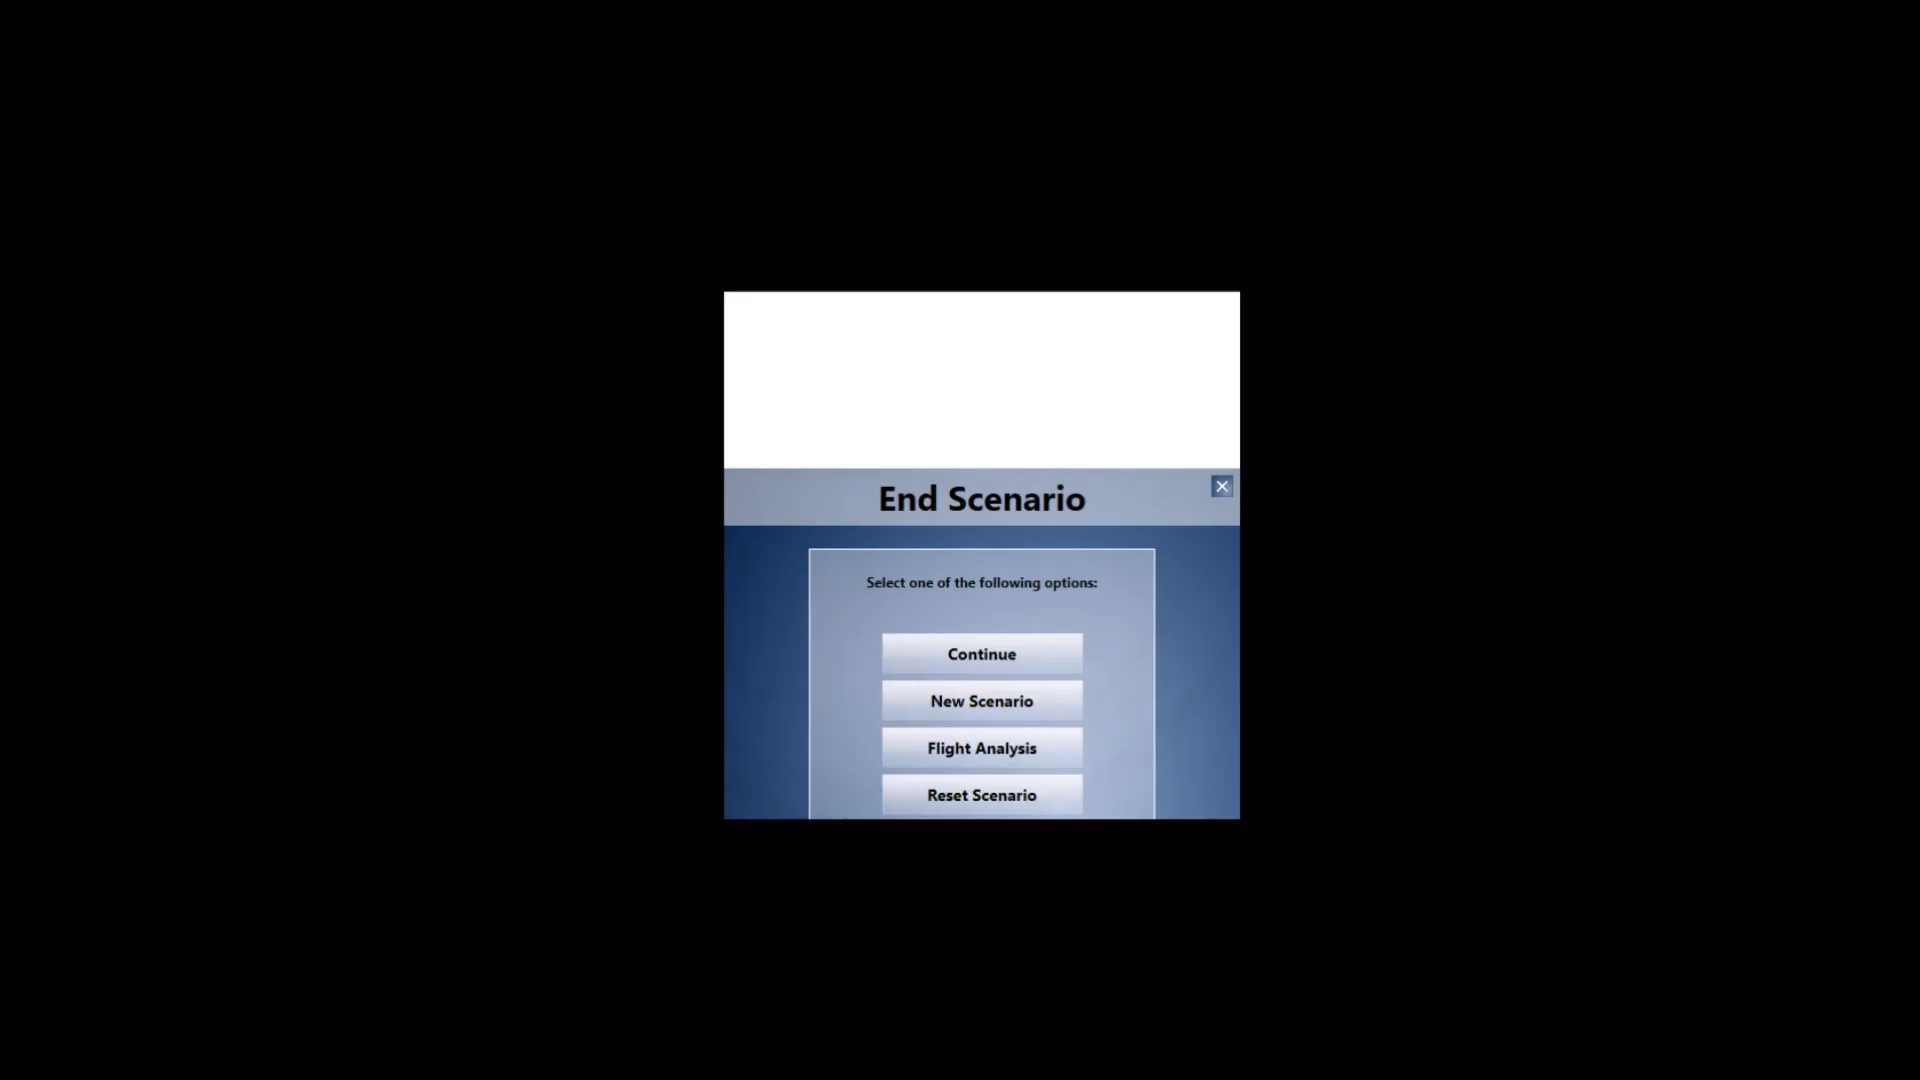 End Scenario
Select one of the following options:
Continue
New Scenario
Flight Analysis
Reset Scenario